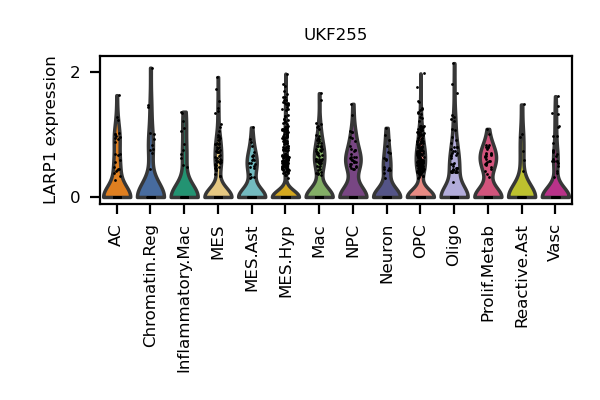 UKF255
LARP1 expression
2
0
AC
Chromatin.Reg
Inflammatory.Mac
MES
MES.Ast
MES.Hyp
Mac
NPC
Neuron
OPC
Oligo
Prolif.Metab
Reactive.Ast
Vasc